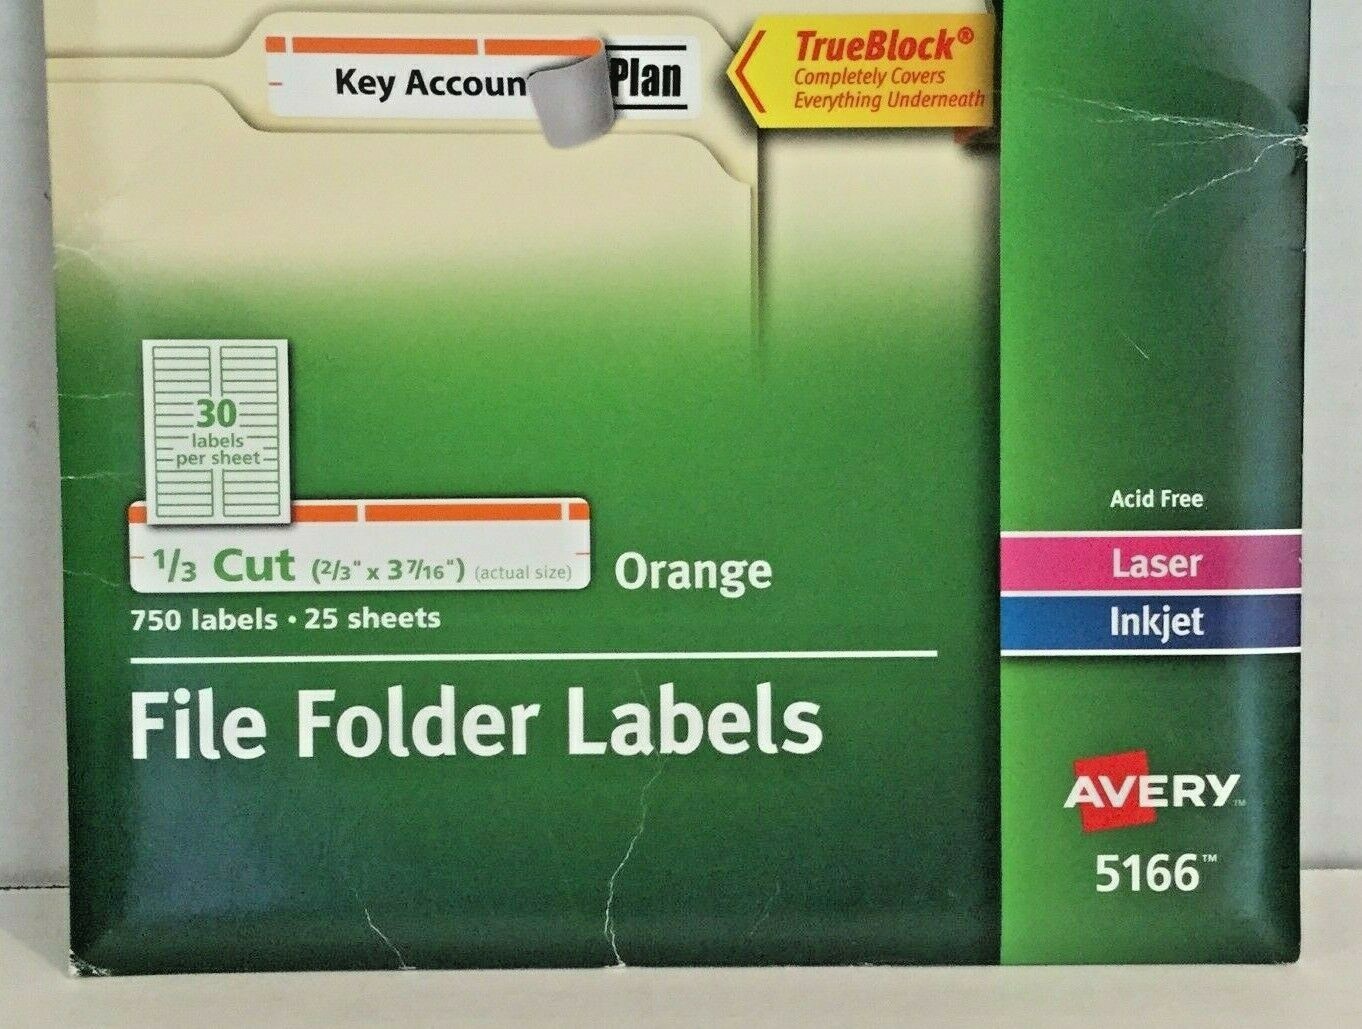 Key Accoun
Plan
TrueBlock®
Completely Covers
Everything Underneath
30
labels
per sheet
1/3 Cut (2/3" x 3 7/16") (actual size)
Orange
750 labels • 25 sheets
File Folder Labels
Acid Free
Laser
Inkjet
AVERY™
5166™